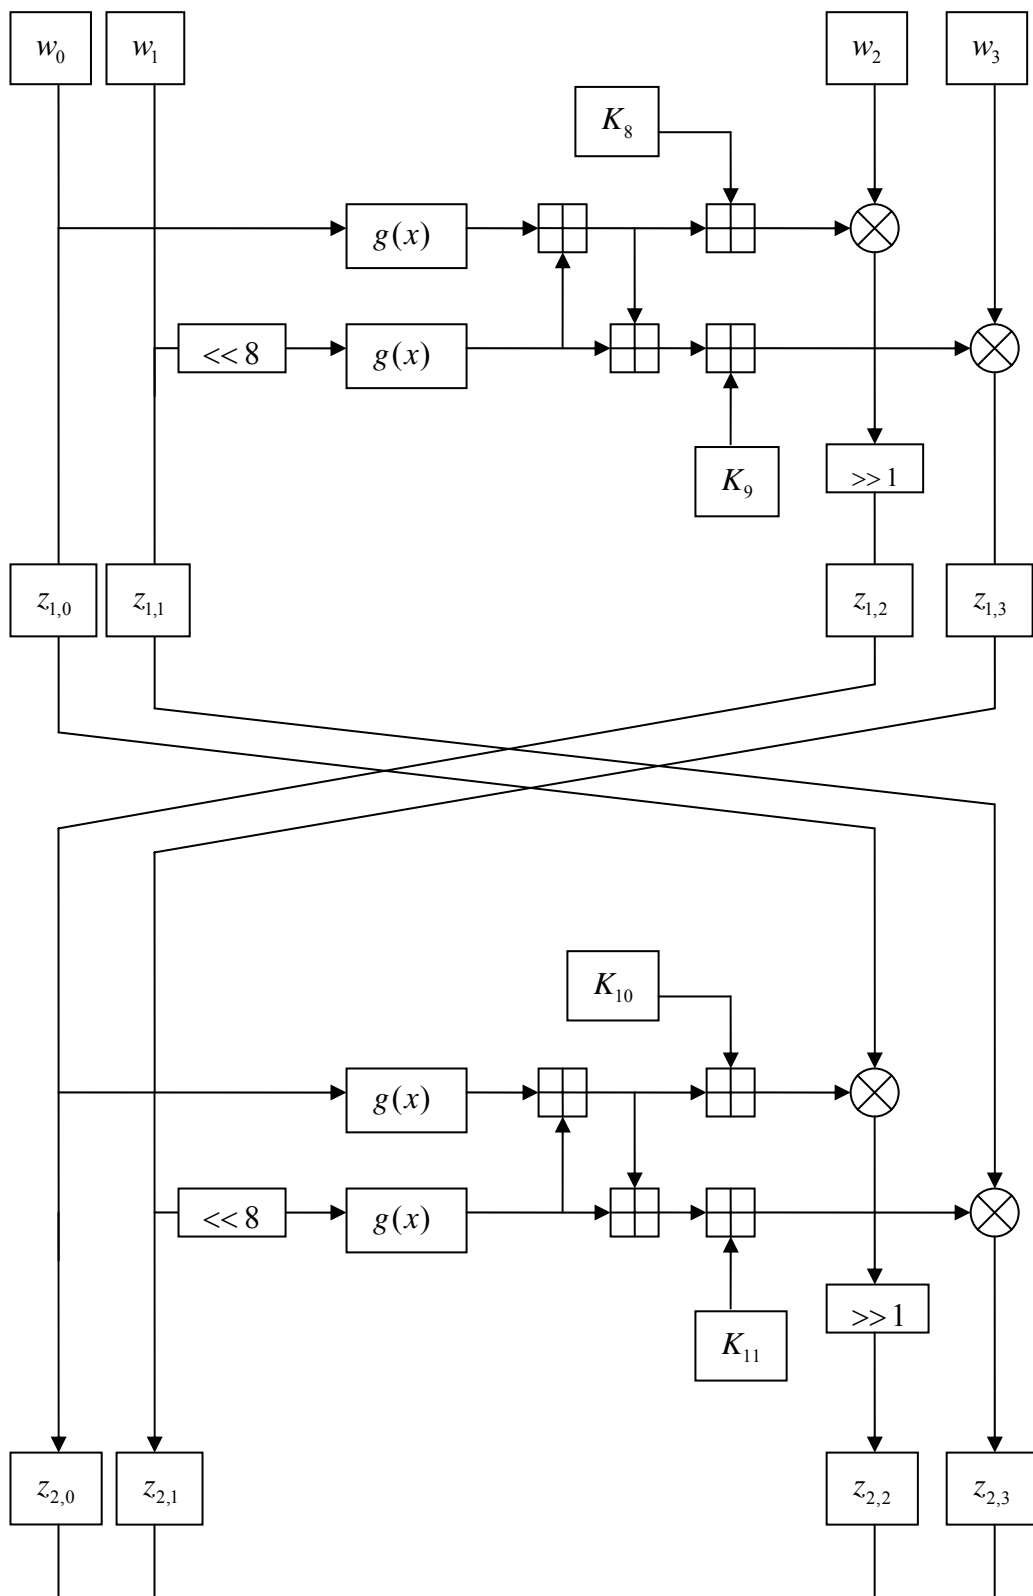 w₀ w₁ w₂ w₃
K₈
g(x)
<< 8 g(x)
K₉ >> 1
z₁,₀ z₁,₁ z₁,₂ z₁,₃
K₁₀
g(x)
<< 8 g(x)
>> 1
K₁₁
z₂,₀ z₂,₁ z₂,₂ z₂,₃